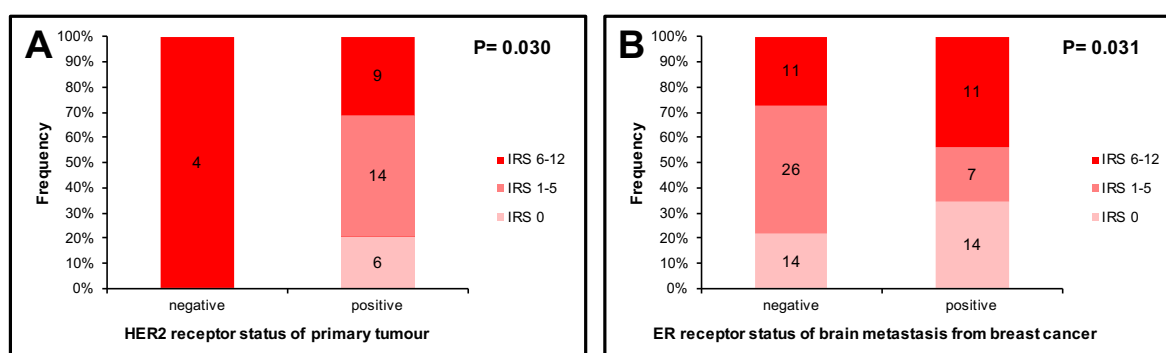 A
P= 0.030
100%
90%
80%
70%
60%
50%
40%
30%
20%
10%
0%
Frequency
4
9
14
6
IRS 6-12
IRS 1-5
IRS 0
negative
positive
HER2 receptor status of primary tumour
B
P= 0.031
100%
90%
80%
70%
60%
50%
40%
30%
20%
10%
0%
Frequency
11
26
14
11
7
14
IRS 6-12
IRS 1-5
IRS 0
negative
positive
ER receptor status of brain metastasis from breast cancer